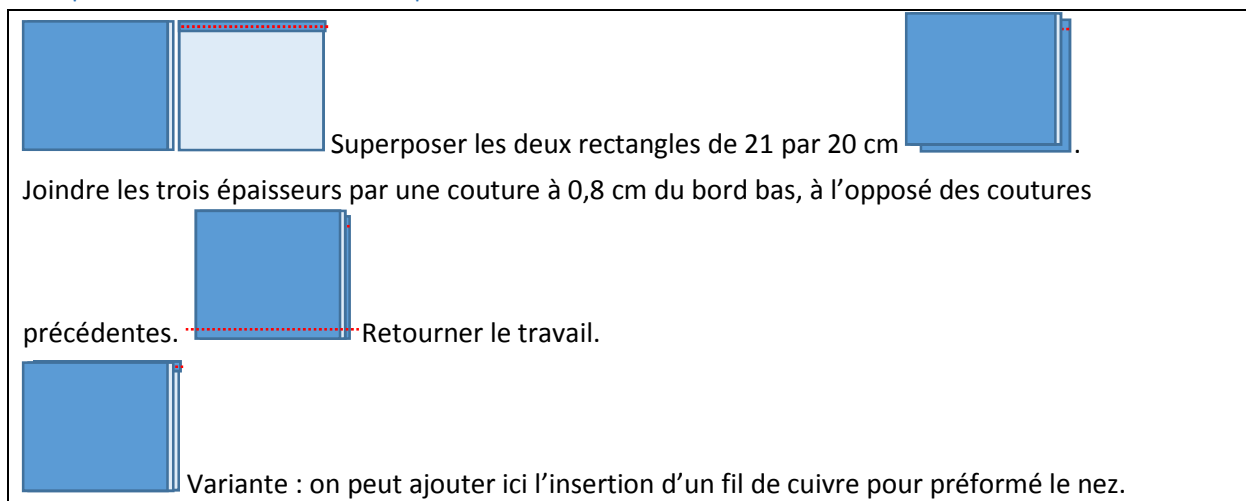 Superposer les deux rectangles de 21 par 20 cm .
Joindre les trois épaisseurs par une couture à 0,8 cm du bord bas, à l’opposé des coutures
précédentes. Retourner le travail.
Variante : on peut ajouter ici l’insertion d’un fil de cuivre pour préformé le nez.